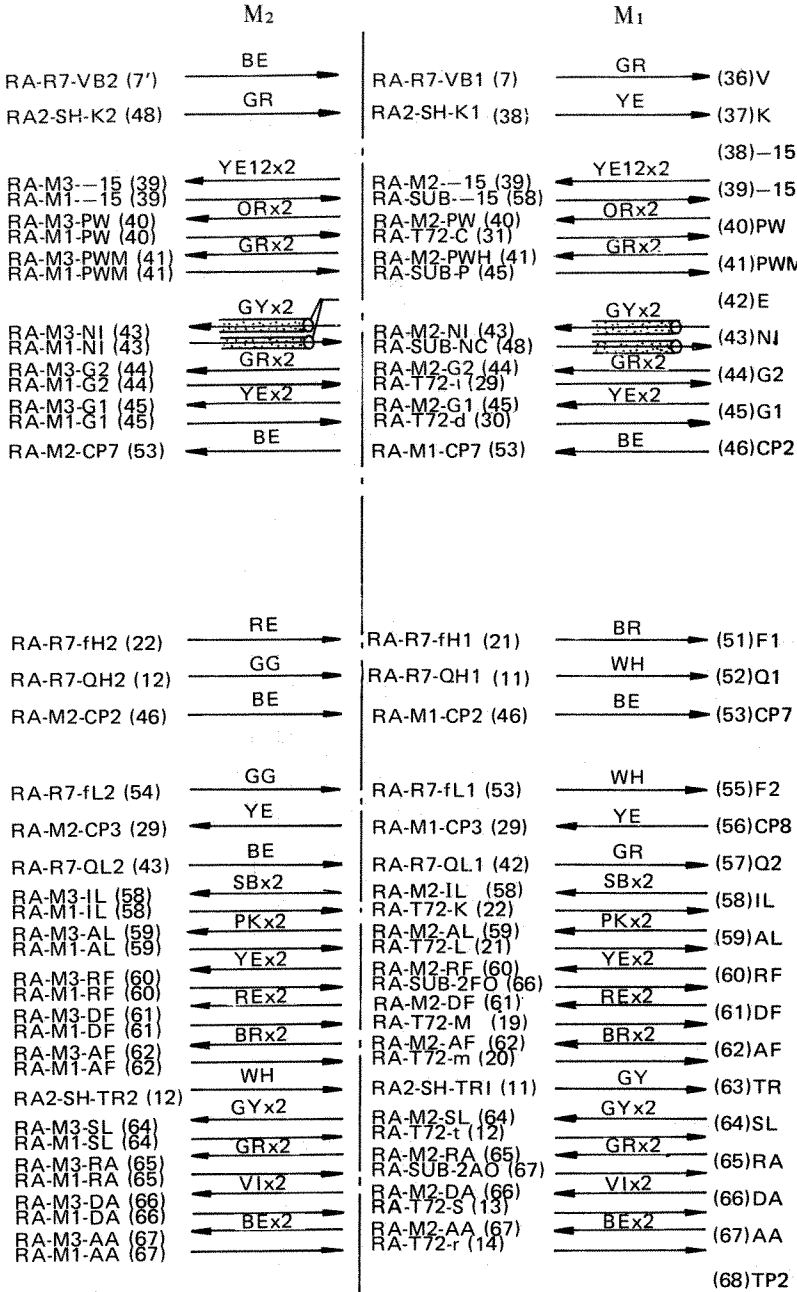 M2 M1
BE GR
RA-R7-VB2 (7') RA-R7-VB1 (7) (36)V
GR YE
RA2-SH-K2 (48) RA2-SH-K1 (38) (37)K
(38)–15
YE12x2 YE12x2
RA-M3-–15 (39) RA-M2-–15 (39) (39)–15
RA-M1-–15 (39) RA-SUB-–15 (58)
ORx2 ORx2
RA-M3-PW (40) RA-M2-PW (40) (40)PW
RA-M1-PW (40) RA-T72-C (31)
GRx2 GRx2
RA-M3-PWM (41) RA-M2-PWH (41) (41)PWM
RA-M1-PWM (41) RA-SUB-P (45)
(42)E
GYx2 GYx2
RA-M3-NI (43) RA-M2-NI (43) (43)NI
RA-M1-NI (43) RA-SUB-NC (48)
GRx2 GRx2
RA-M3-G2 (44) RA-M2-G2 (44) (44)G2
RA-M1-G2 (44) RA-T72-i (29)
YEx2 YEx2
RA-M3-G1 (45) RA-M2-G1 (45) (45)G1
RA-M1-G1 (45) RA-T72-d (30)
BE BE
RA-M2-CP7 (53) RA-M1-CP7 (53) (46)CP2
RE BR
RA-R7-fH2 (22) RA-R7-fH1 (21) (51)F1
GG WH
RA-R7-QH2 (12) RA-R7-QH1 (11) (52)Q1
BE BE
RA-M2-CP2 (46) RA-M1-CP2 (46) (53)CP7
GG WH
RA-R7-fL2 (54) RA-R7-fL1 (53) (55)F2
YE YE
RA-M2-CP3 (29) RA-M1-CP3 (29) (56)CP8
BE GR
RA-R7-QL2 (43) RA-R7-QL1 (42) (57)Q2
SBx2 SBx2
RA-M3-IL (58) RA-M2-IL (58) (58)IL
RA-M1-IL (58) RA-T72-K (22)
PKx2 PKx2
RA-M3-AL (59) RA-M2-AL (59) (59)AL
RA-M1-AL (59) RA-T72-L (21)
YEx2 YEx2
RA-M3-RF (60) RA-M2-RF (60) (60)RF
RA-M1-RF (60) RA-SUB-2FO (66)
REx2 REx2
RA-M3-DF (61) RA-M2-DF (61) (61)DF
RA-M1-DF (61) RA-T72-M (19)
BRx2 BRx2
RA-M3-AF (62) RA-M2-AF (62) (62)AF
RA-M1-AF (62) RA-T72-m (20)
WH GY
RA2-SH-TR2 (12) RA2-SH-TR1 (11) (63)TR
GYx2 GYx2
RA-M3-SL (64) RA-M2-SL (64) (64)SL
RA-M1-SL (64) RA-T72-t (12)
GRx2 GRx2
RA-M3-RA (65) RA-M2-RA (65) (65)RA
RA-M1-RA (65) RA-SUB-2AO (67)
VIx2 VIx2
RA-M3-DA (66) RA-M2-DA (66) (66)DA
RA-M1-DA (66) RA-T72-S (13)
BEx2 BEx2
RA-M3-AA (67) RA-M2-AA (67) (67)AA
RA-M1-AA (67) RA-T72-r (14)
(68)TP2